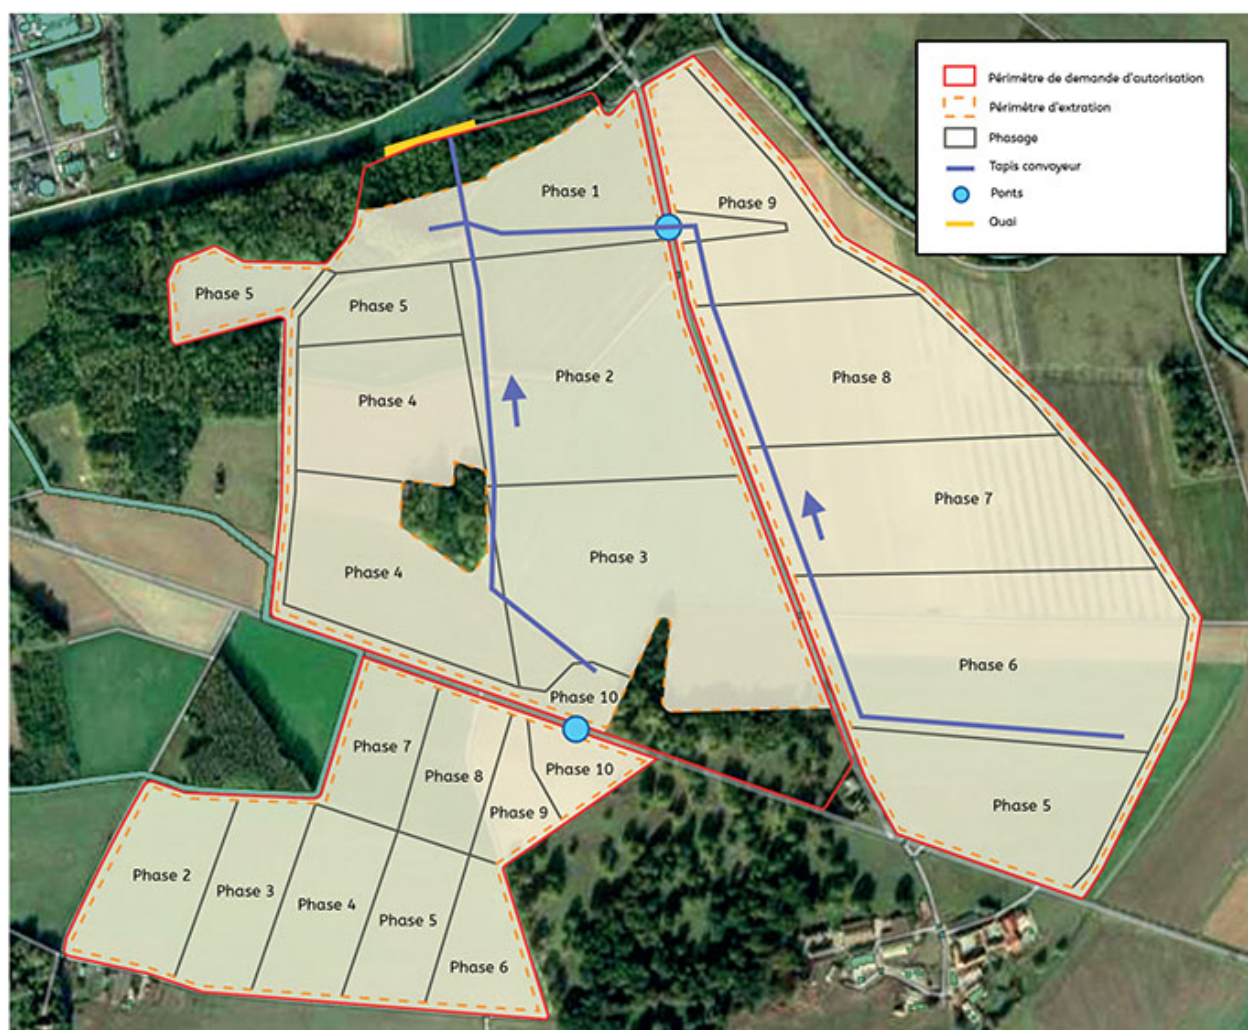 Périmètre de demande d'autorisation
Périmètre d'extration
Phasage
Tapis convoyeur
Ponts
Quai
Phase 1
Phase 9
Phase 5
Phase 5
Phase 2
Phase 8
Phase 4
Phase 7
Phase 3
Phase 4
Phase 6
Phase 10
Phase 7
Phase 8
Phase 10
Phase 9
Phase 5
Phase 2
Phase 3
Phase 4
Phase 5
Phase 6